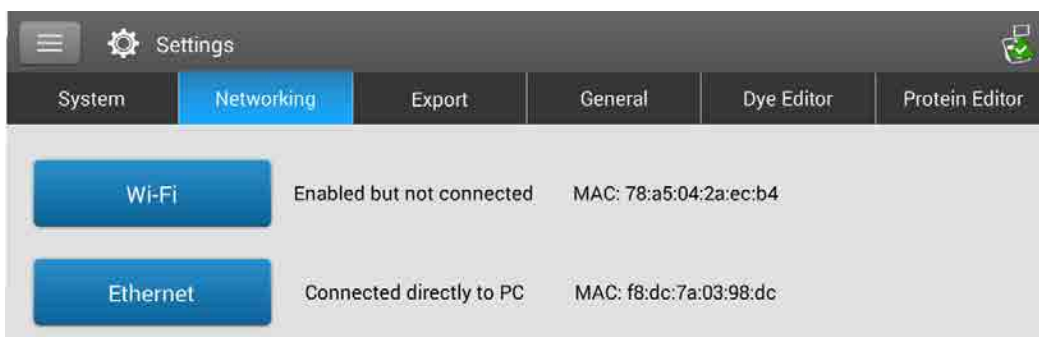 Settings
System Networking Export General Dye Editor Protein Editor
Wi-Fi Enabled but not connected MAC: 78:a5:04:2a:ec:b4
Ethernet Connected directly to PC MAC: f8:dc:7a:03:98:dc